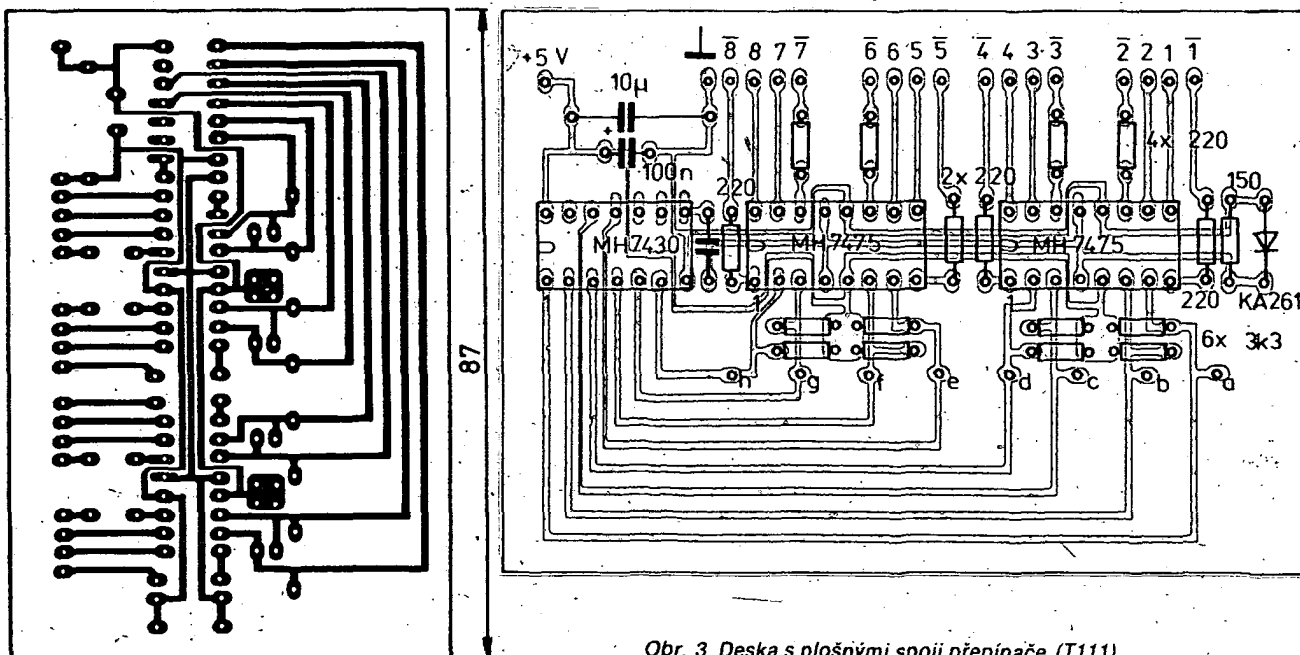 87
8̅ 8 7 7̅ 6̅ 6 5 5̅ 4̅ 4 3 3̅ 2̅ 2 1 1̅
+5 V
10µ
+
100n
4x 220
220
2x 220
150
MH7430
MH7475
MH7475
1
1
220
KA261
6x 3k3
h g f e d c b a
Obr. 3. Deska s plošnými spoji přepínače (T111)